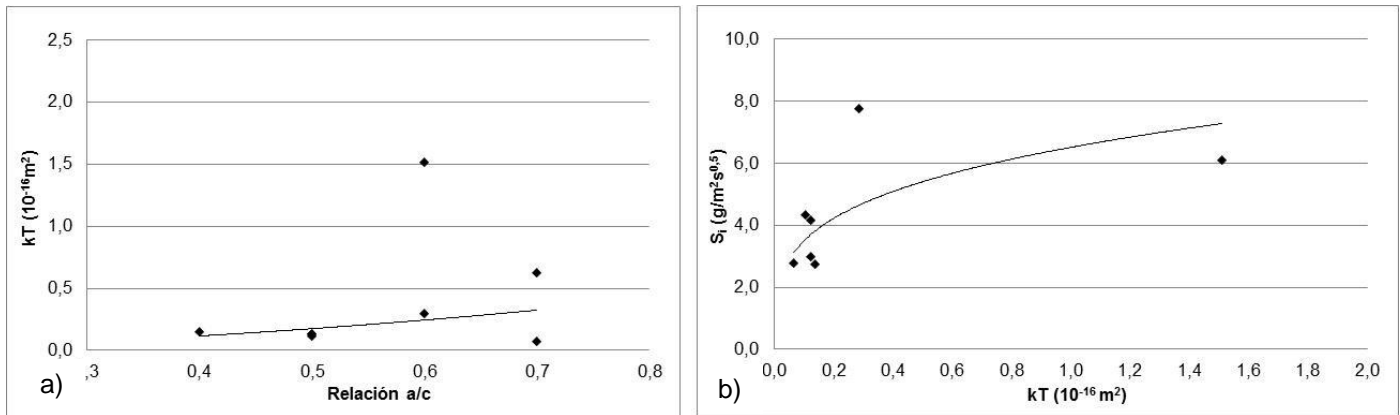 2,5
2,0
1,5
1,0
0,5
0,0
kT (10⁻¹⁶m²)
,3 0,4 0,5 0,6 0,7 0,8
Relación a/c
a)
10,0
8,0
6,0
4,0
2,0
0,0
Sᵢ (g/m²s⁰,⁵)
0,0 0,2 0,4 0,6 0,8 1,0 1,2 1,4 1,6 1,8 2,0
kT (10⁻¹⁶ m²)
b)